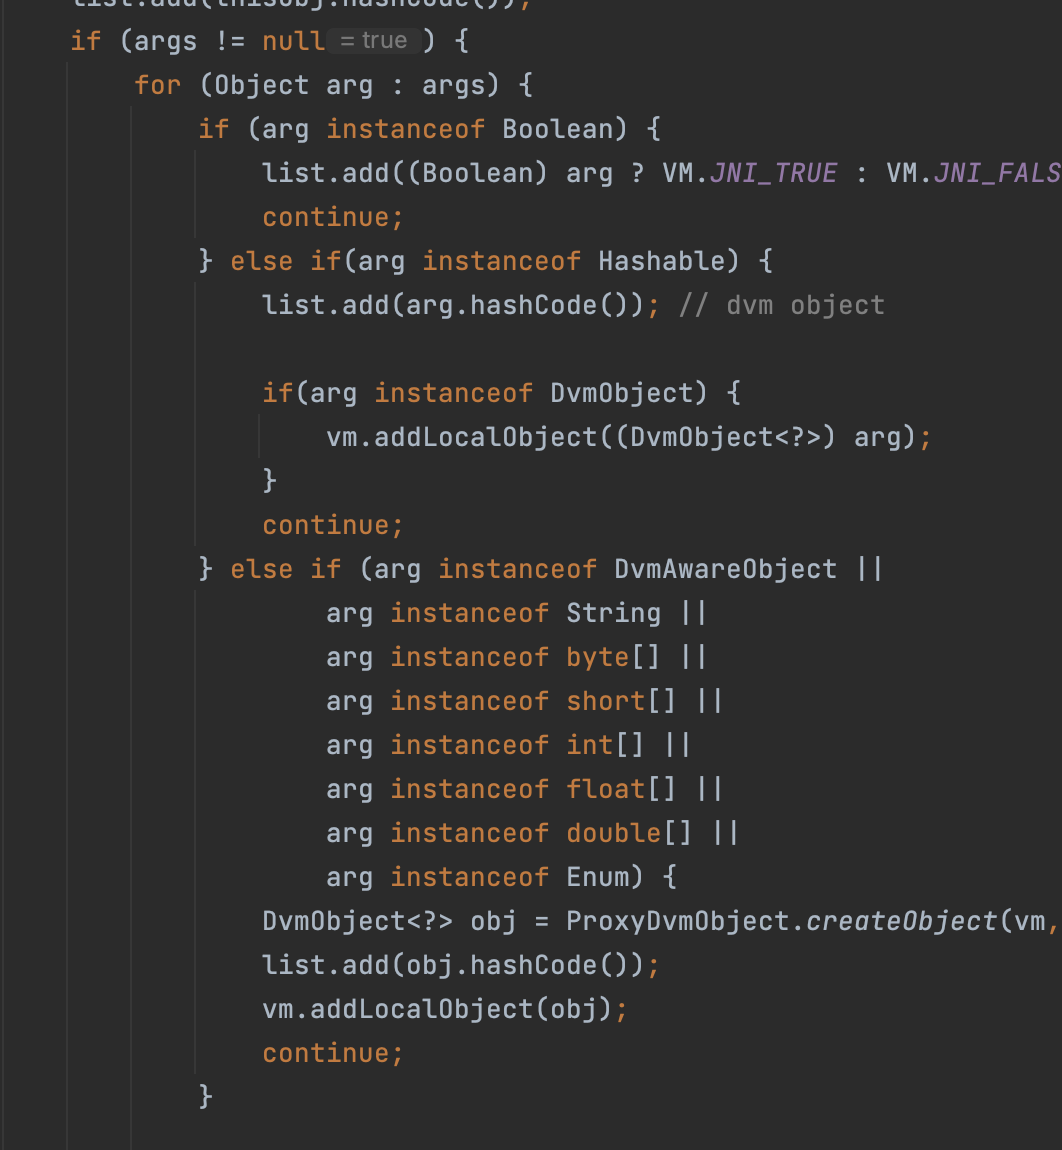 list.add(thisObj.hashCode());
if (args != null = true ) {
for (Object arg : args) {
if (arg instanceof Boolean) {
list.add((Boolean) arg ? VM.JNI_TRUE : VM.JNI_FALS
continue;
} else if(arg instanceof Hashable) {
list.add(arg.hashCode()); // dvm object
if(arg instanceof DvmObject) {
vm.addLocalObject((DvmObject<?>) arg);
}
continue;
} else if (arg instanceof DvmAwareObject ||
arg instanceof String ||
arg instanceof byte[] ||
arg instanceof short[] ||
arg instanceof int[] ||
arg instanceof float[] ||
arg instanceof double[] ||
arg instanceof Enum) {
DvmObject<?> obj = ProxyDvmObject.createObject(vm,
list.add(obj.hashCode());
vm.addLocalObject(obj);
continue;
}